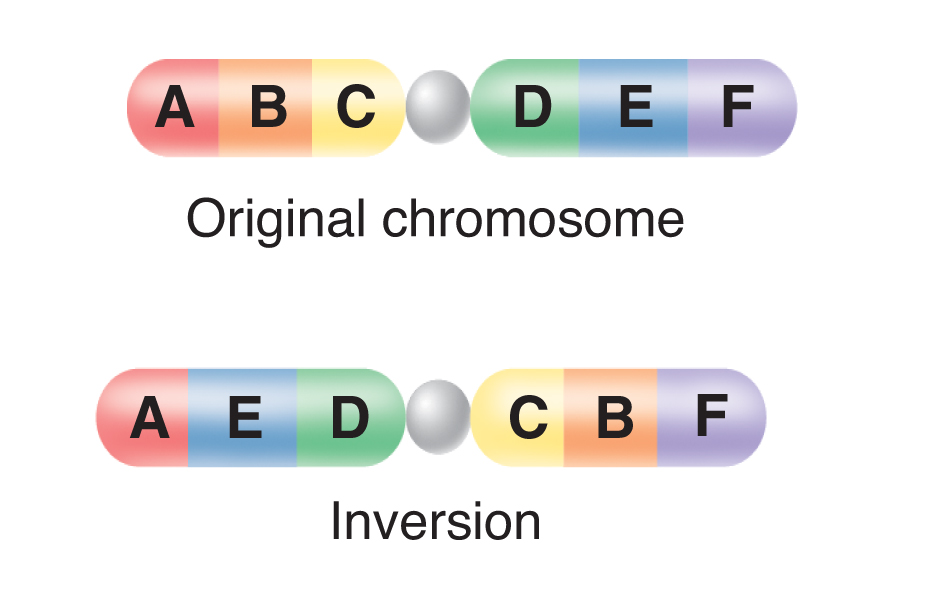 A B C D E F
Original chromosome
A E D C B F
Inversion